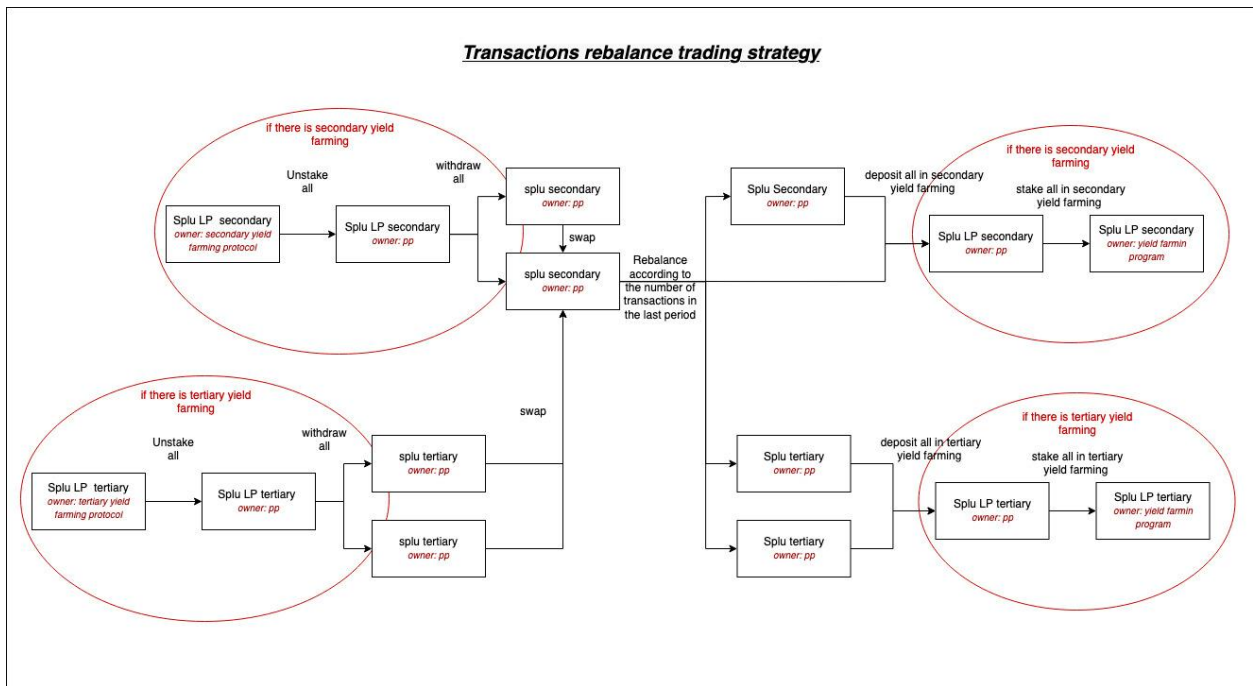 Transactions rebalance trading strategy
if there is secondary yield
farming
Unstake
all
withdraw
all
Splu LP  secondary
owner: secondary yield
farming protocol
Splu LP secondary
owner: pp
splu secondary
owner: pp
swap
splu secondary
owner: pp
Rebalance
according to
the number of
transactions in
the last period
Splu Secondary
owner: pp
deposit all in secondary
yield farming
if there is secondary yield
farming
stake all in secondary
yield farming
Splu LP secondary
owner: pp
Splu LP secondary
owner: yield farmin
program
if there is tertiary yield
farming
Unstake
all
withdraw
all
Splu LP  tertiary
owner: tertiary yield
farming protocol
Splu LP tertiary
owner: pp
splu tertiary
owner: pp
splu tertiary
owner: pp
swap
Splu tertiary
owner: pp
Splu tertiary
owner: pp
deposit all in tertiary
yield farming
if there is tertiary yield
farming
stake all in tertiary
yield farming
Splu LP tertiary
owner: pp
Splu LP tertiary
owner: yield farmin
program